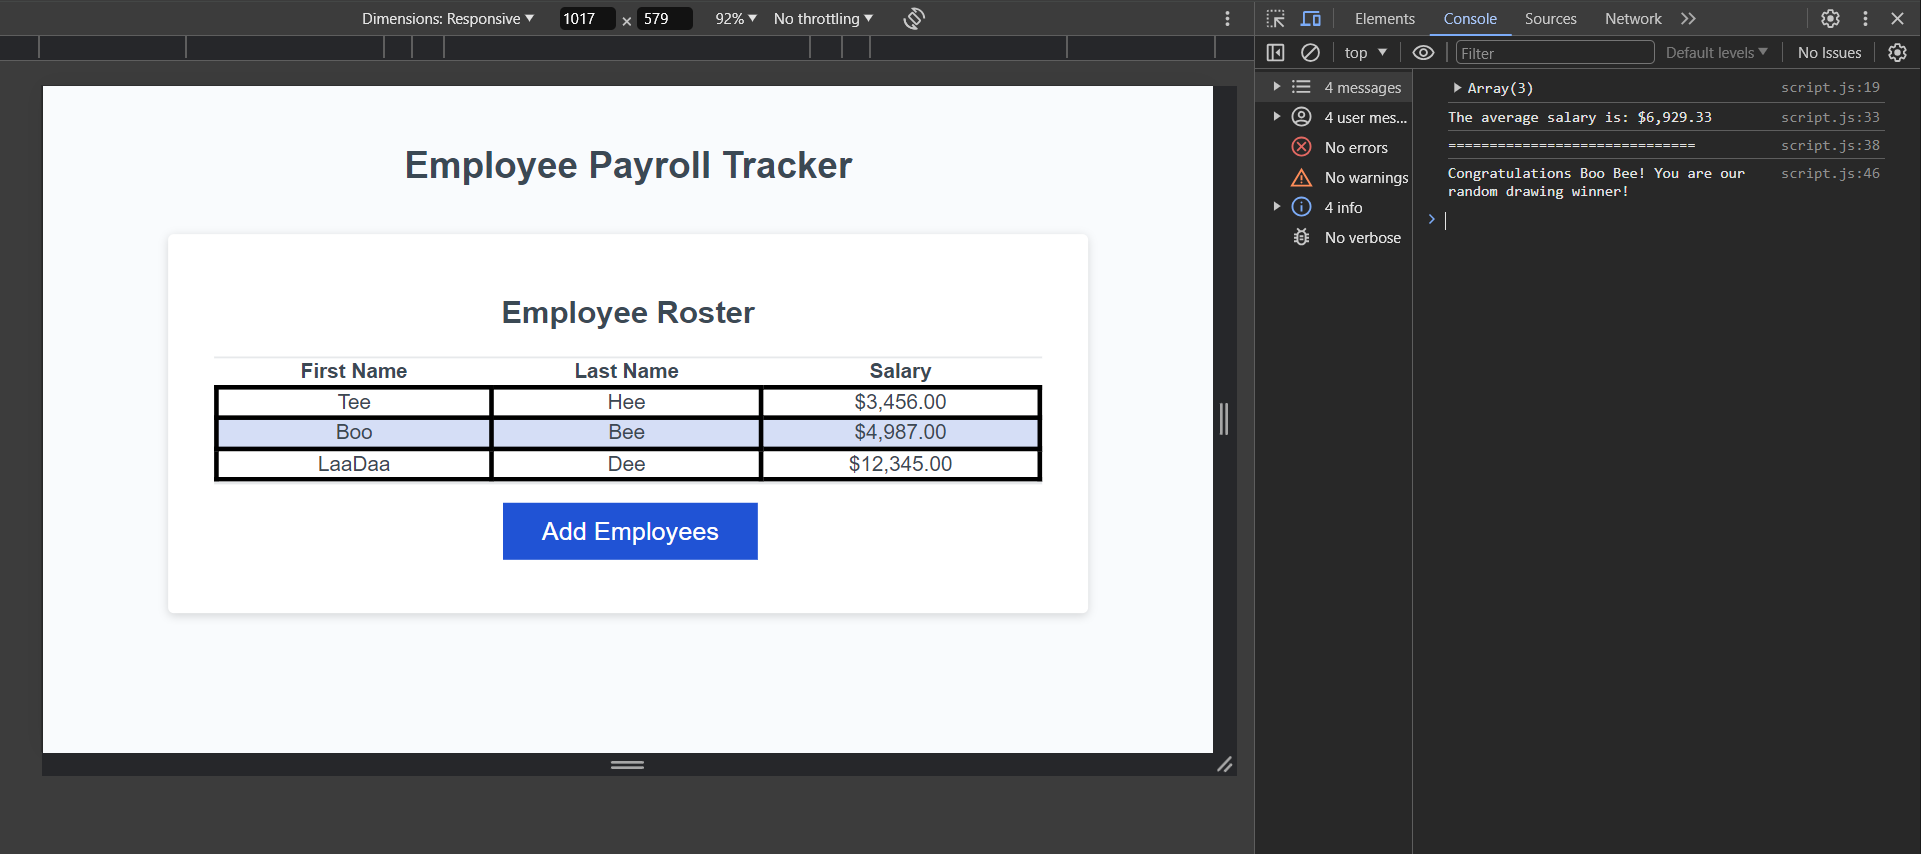 Dimensions: Responsive 1017 × 579 92% No throttling
Elements Console Sources Network
top Filter Default levels No Issues
Employee Payroll Tracker
Employee Roster
First Name Last Name Salary
Tee Hee $3,456.00
Boo Bee $4,987.00
LaaDaa Dee $12,345.00
Add Employees
4 messages
4 user mes...
No errors
No warnings
4 info
No verbose
Array(3) script.js:19
The average salary is: $6,929.33 script.js:33
============================== script.js:38
Congratulations Boo Bee! You are our script.js:46
random drawing winner!